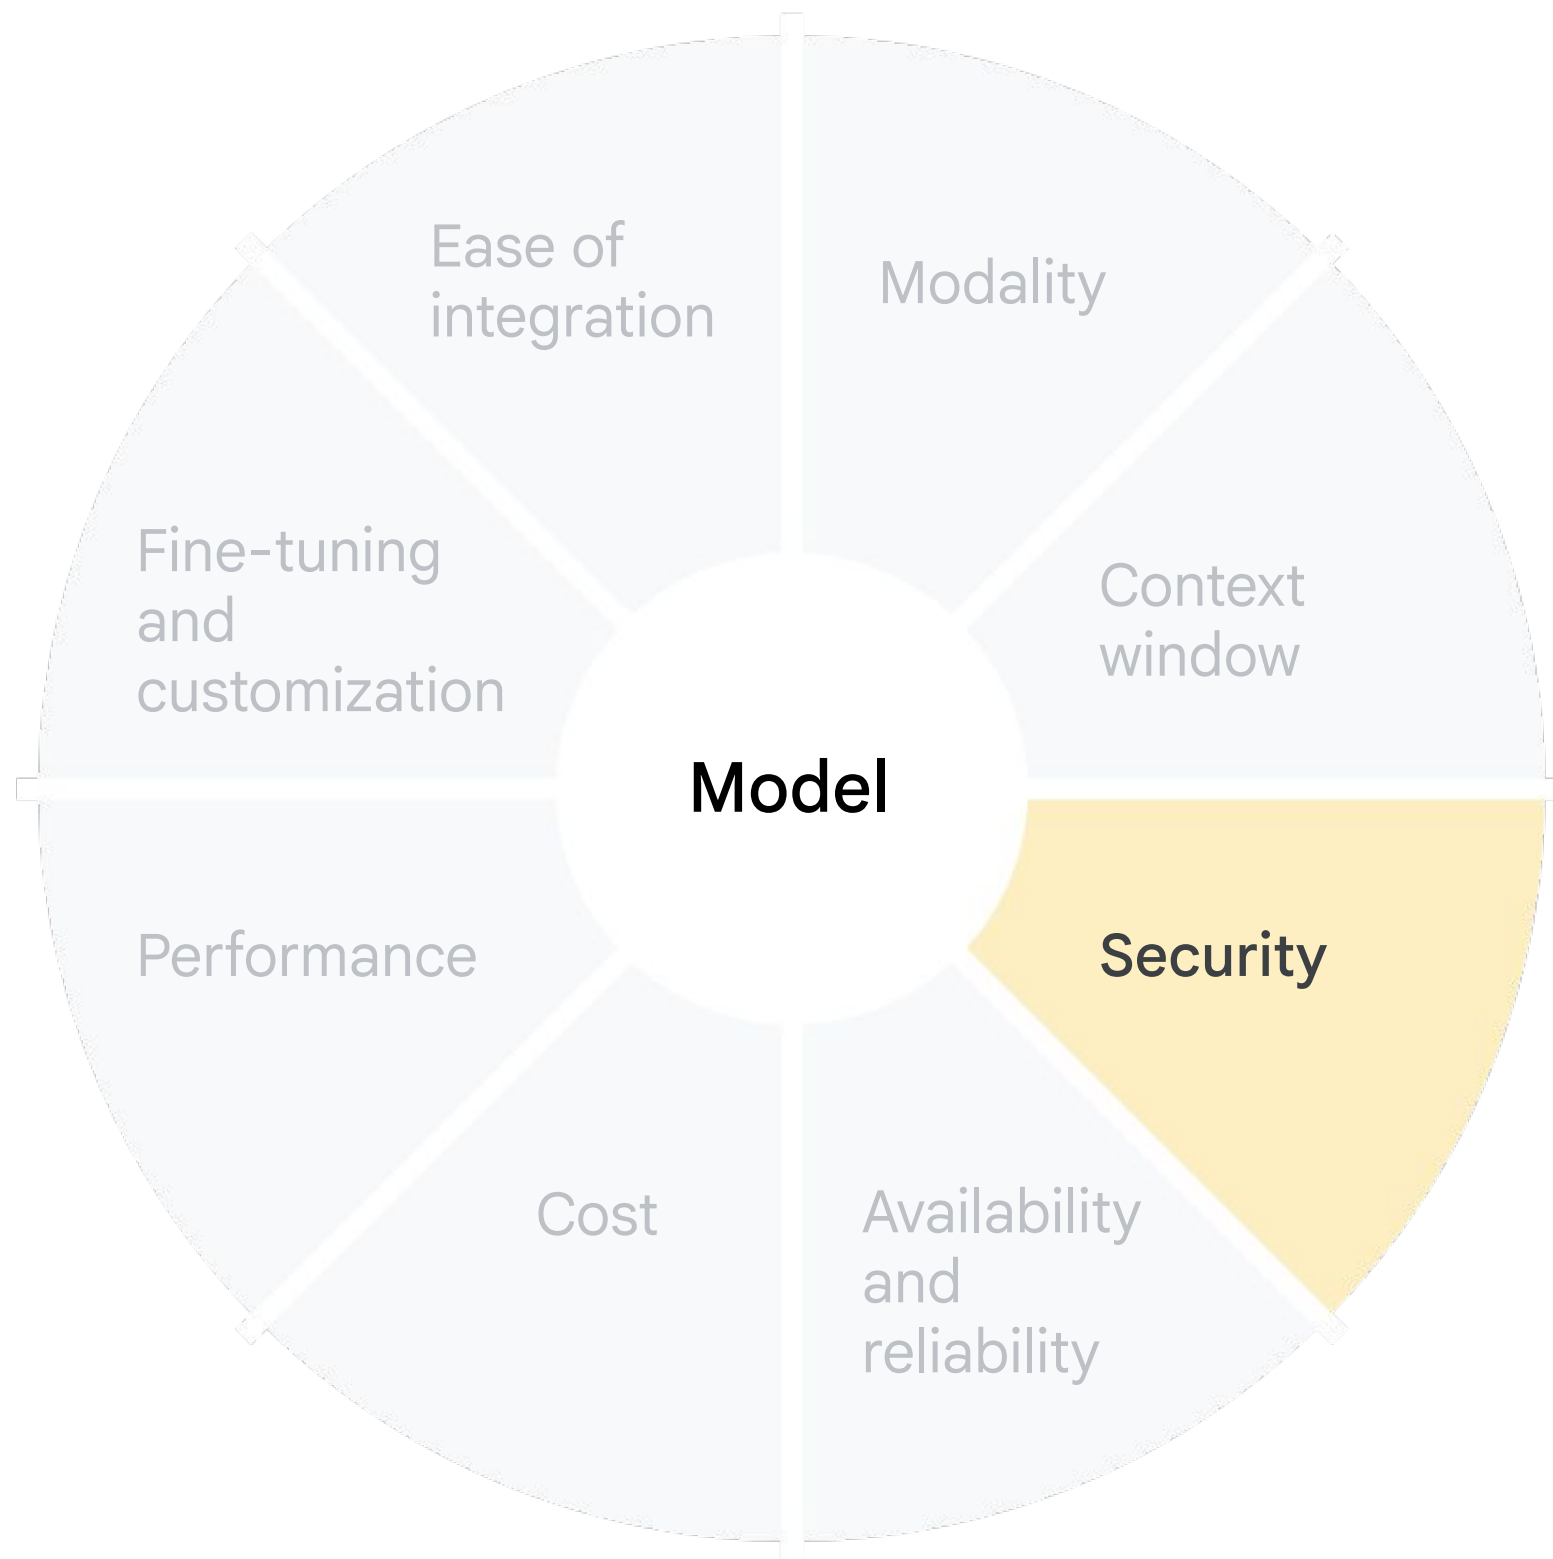 Ease of
integration
Modality
Fine-tuning
and
customization
Context
window
Model
Performance
Security
Cost
Availability
and
reliability